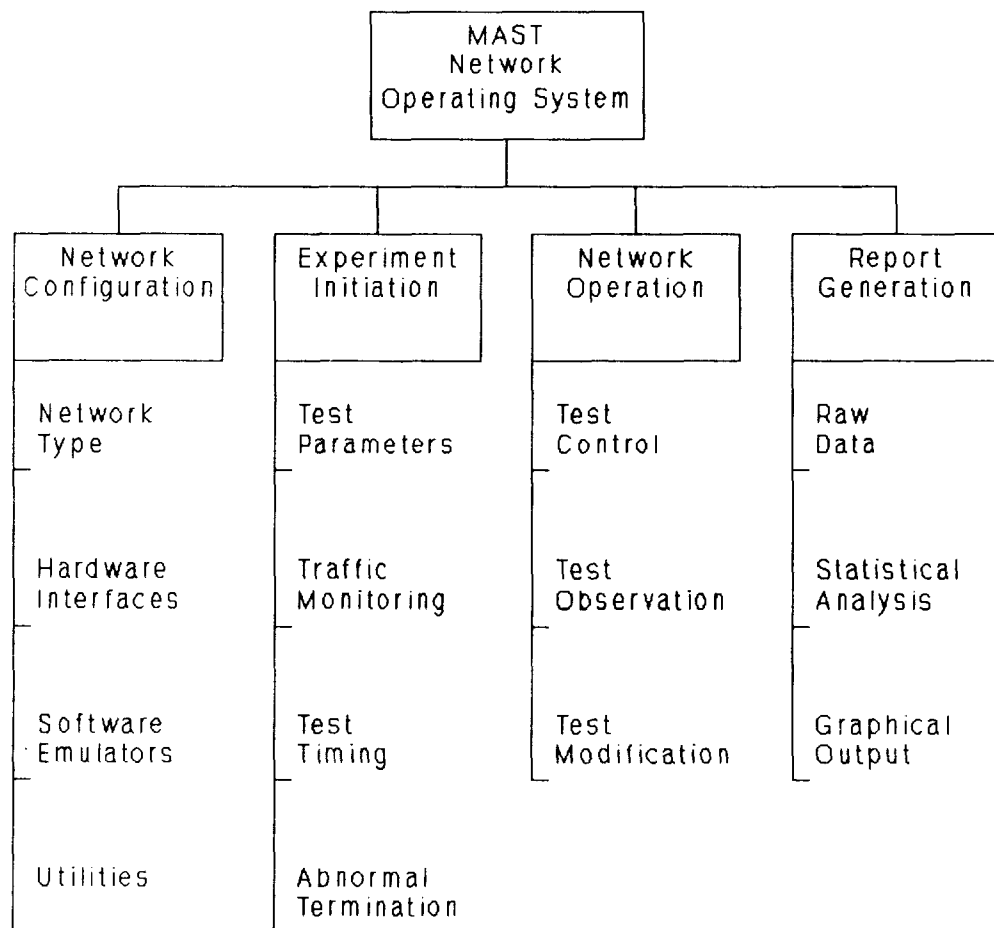 MAST
Network
Operating System
Network
Configuration
Experiment
Initiation
Network
Operation
Report
Generation
Network
Type
Hardware
Interfaces
Software
Emulators
Utilities
Test
Parameters
Traffic
Monitoring
Test
Timing
Abnormal
Termination
Test
Control
Test
Observation
Test
Modification
Raw
Data
Statistical
Analysis
Graphical
Output